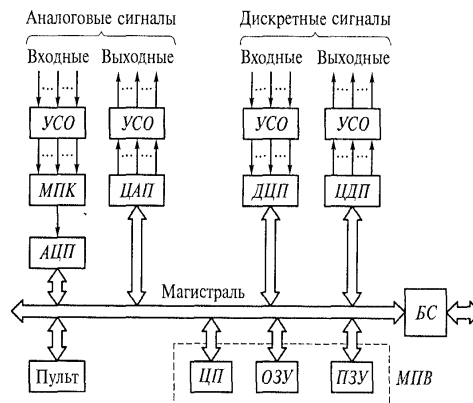 Аналоговые сигналы Дискретные сигналы
Входные Выходные Входные Выходные
УСО УСО УСО УСО
МПК ЦАП ДЦП ЦДП
АЦП
Магистраль
БС
Пульт ЦП ОЗУ ПЗУ МПВ